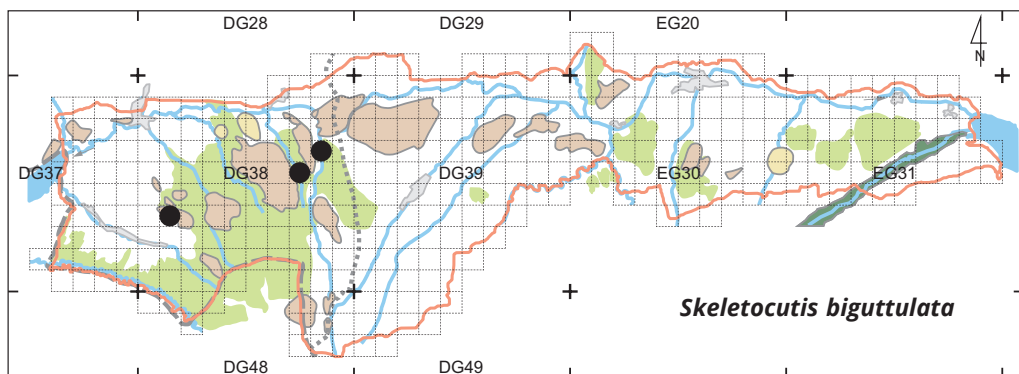 DG28 DG29 EG20
N
DG37 DG38 DG39 EG30 EG31
Skeletocutis biguttulata
DG48 DG49